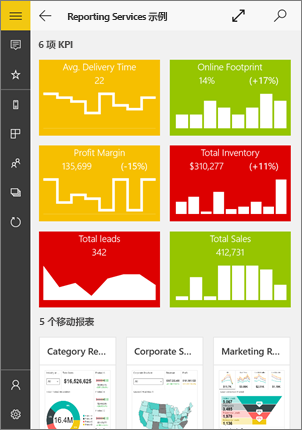 Reporting Services 示例
6 项 KPI
Avg. Delivery Time
22
Online Footprint
14% (+17%)
Profit Margin
135,699 (-15%)
Total Inventory
$310,277 (+11%)
Total leads
342
Total Sales
412,731
5 个移动报表
Category Re...
Corporate S...
Marketing R...
$16,526,625
16.4M